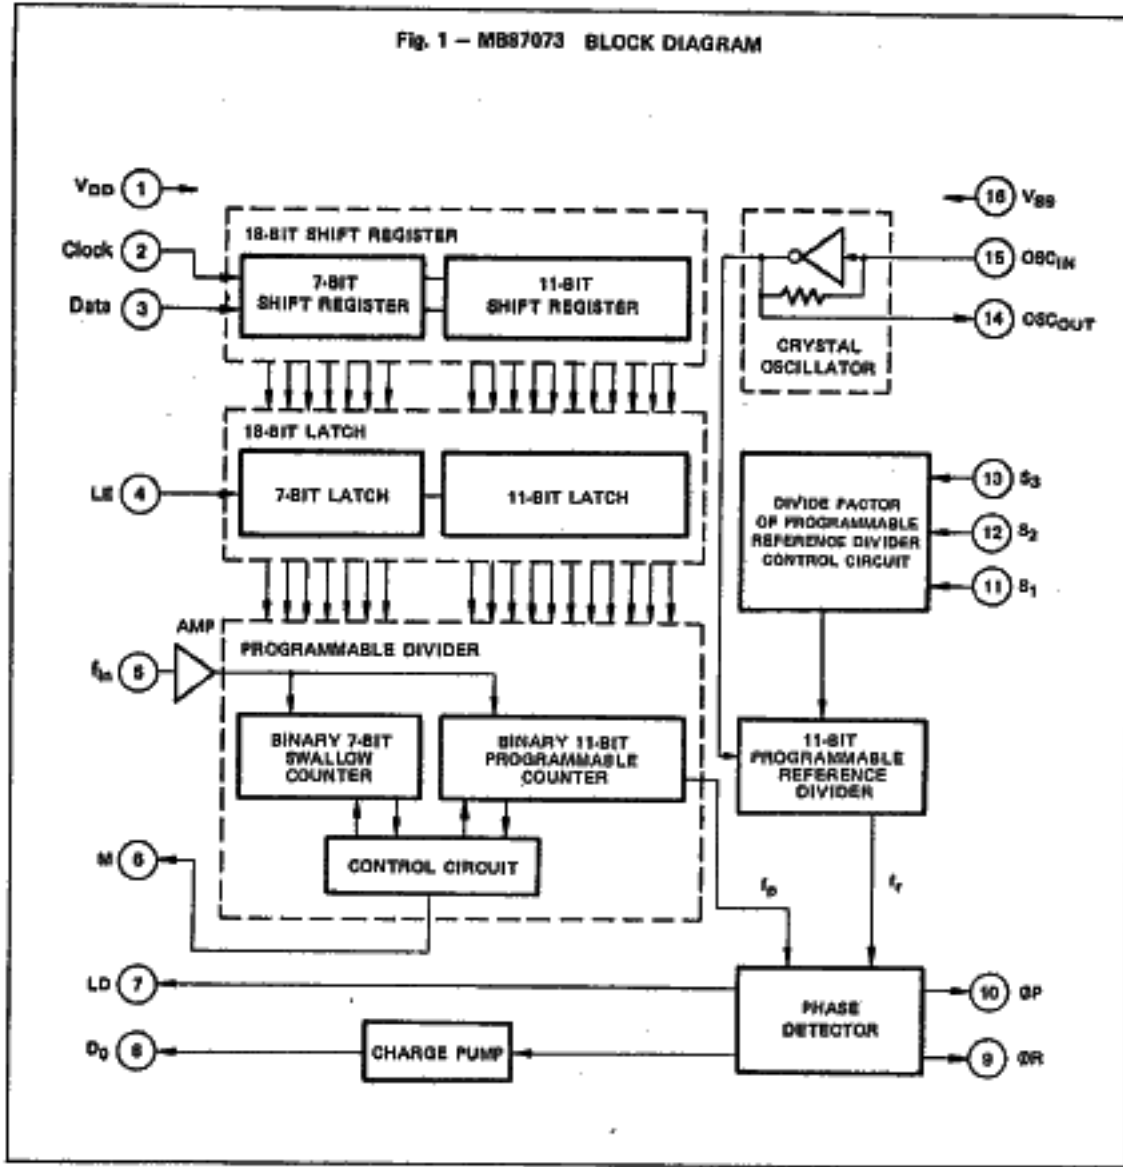 Fig. 1 – MB87073 BLOCK DIAGRAM
VDD 1
16 VSS
Clock 2
Data 3
18-BIT SHIFT REGISTER
7-BIT
SHIFT REGISTER
11-BIT
SHIFT REGISTER
15 OSCIN
14 OSCOUT
CRYSTAL
OSCILLATOR
18-BIT LATCH
LE 4
7-BIT LATCH
11-BIT LATCH
DIVIDE FACTOR
OF PROGRAMMABLE
REFERENCE DIVIDER
CONTROL CIRCUIT
13 S3
12 S2
11 S1
AMP
fin 5
PROGRAMMABLE DIVIDER
BINARY 7-BIT
SWALLOW
COUNTER
BINARY 11-BIT
PROGRAMMABLE
COUNTER
11-BIT
PROGRAMMABLE
REFERENCE
DIVIDER
M 6
CONTROL CIRCUIT
fp
fr
LD 7
PHASE
DETECTOR
10 ØP
DO 8
CHARGE PUMP
9 ØR